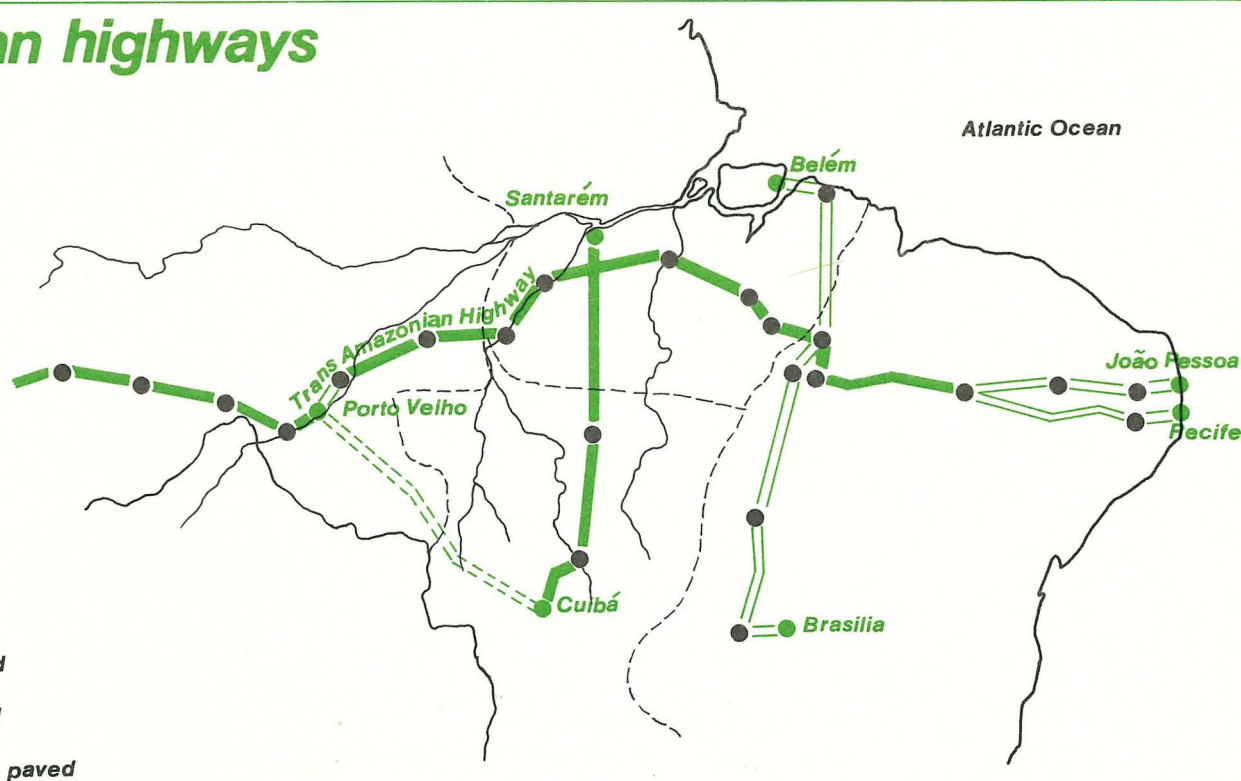 an highways
Atlantic Ocean
Belém
Santarém
Trans Amazonian Highway
João Pessoa
Porto Velho
Recife
Cuibá
Brasilia
paved